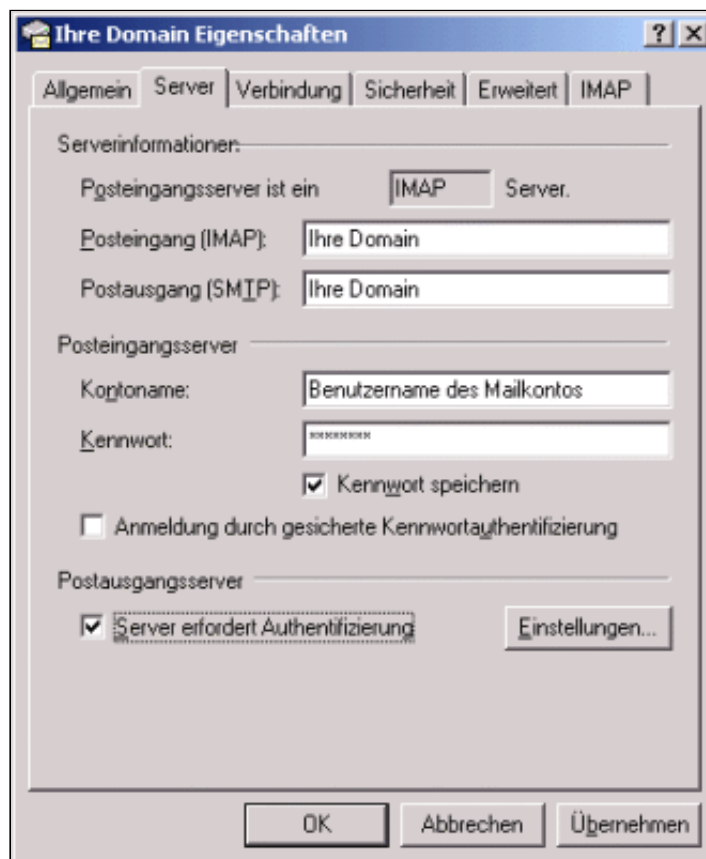 Ihre Domain Eigenschaften
Allgemein Server Verbindung Sicherheit Erweitert IMAP
Serverinformationen:
Posteingangsserver ist ein IMAP Server.
Posteingang (IMAP): Ihre Domain
Postausgang (SMTP): Ihre Domain
Posteingangsserver
Kontoname: Benutzername des Mailkontos
Kennwort: ********
Kennwort speichern
Anmeldung durch gesicherte Kennwortauthentifizierung
Postausgangsserver
Server erfordert Authentifizierung Einstellungen...
OK Abbrechen Übernehmen